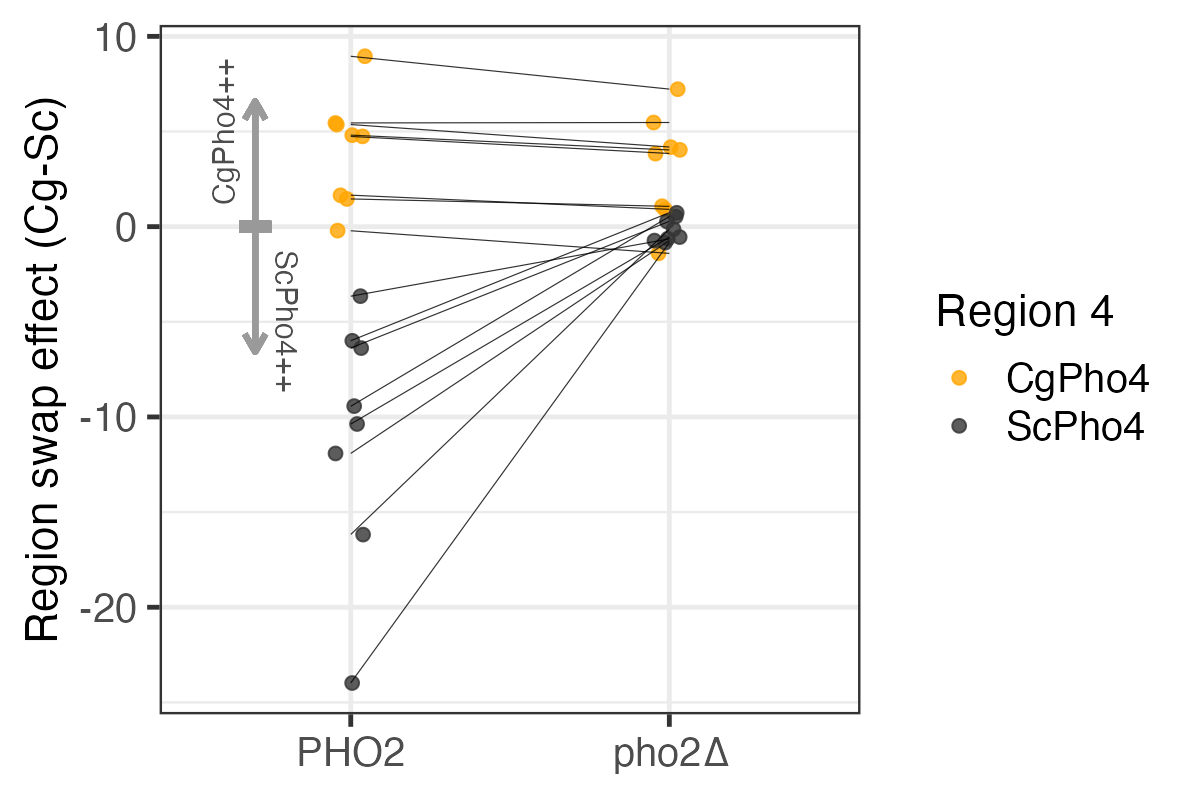 Region swap effect (Cg-Sc)
10
0
-10
-20
CgPho4++
ScPho4++
PHO2
pho2Δ
Region 4
CgPho4
ScPho4